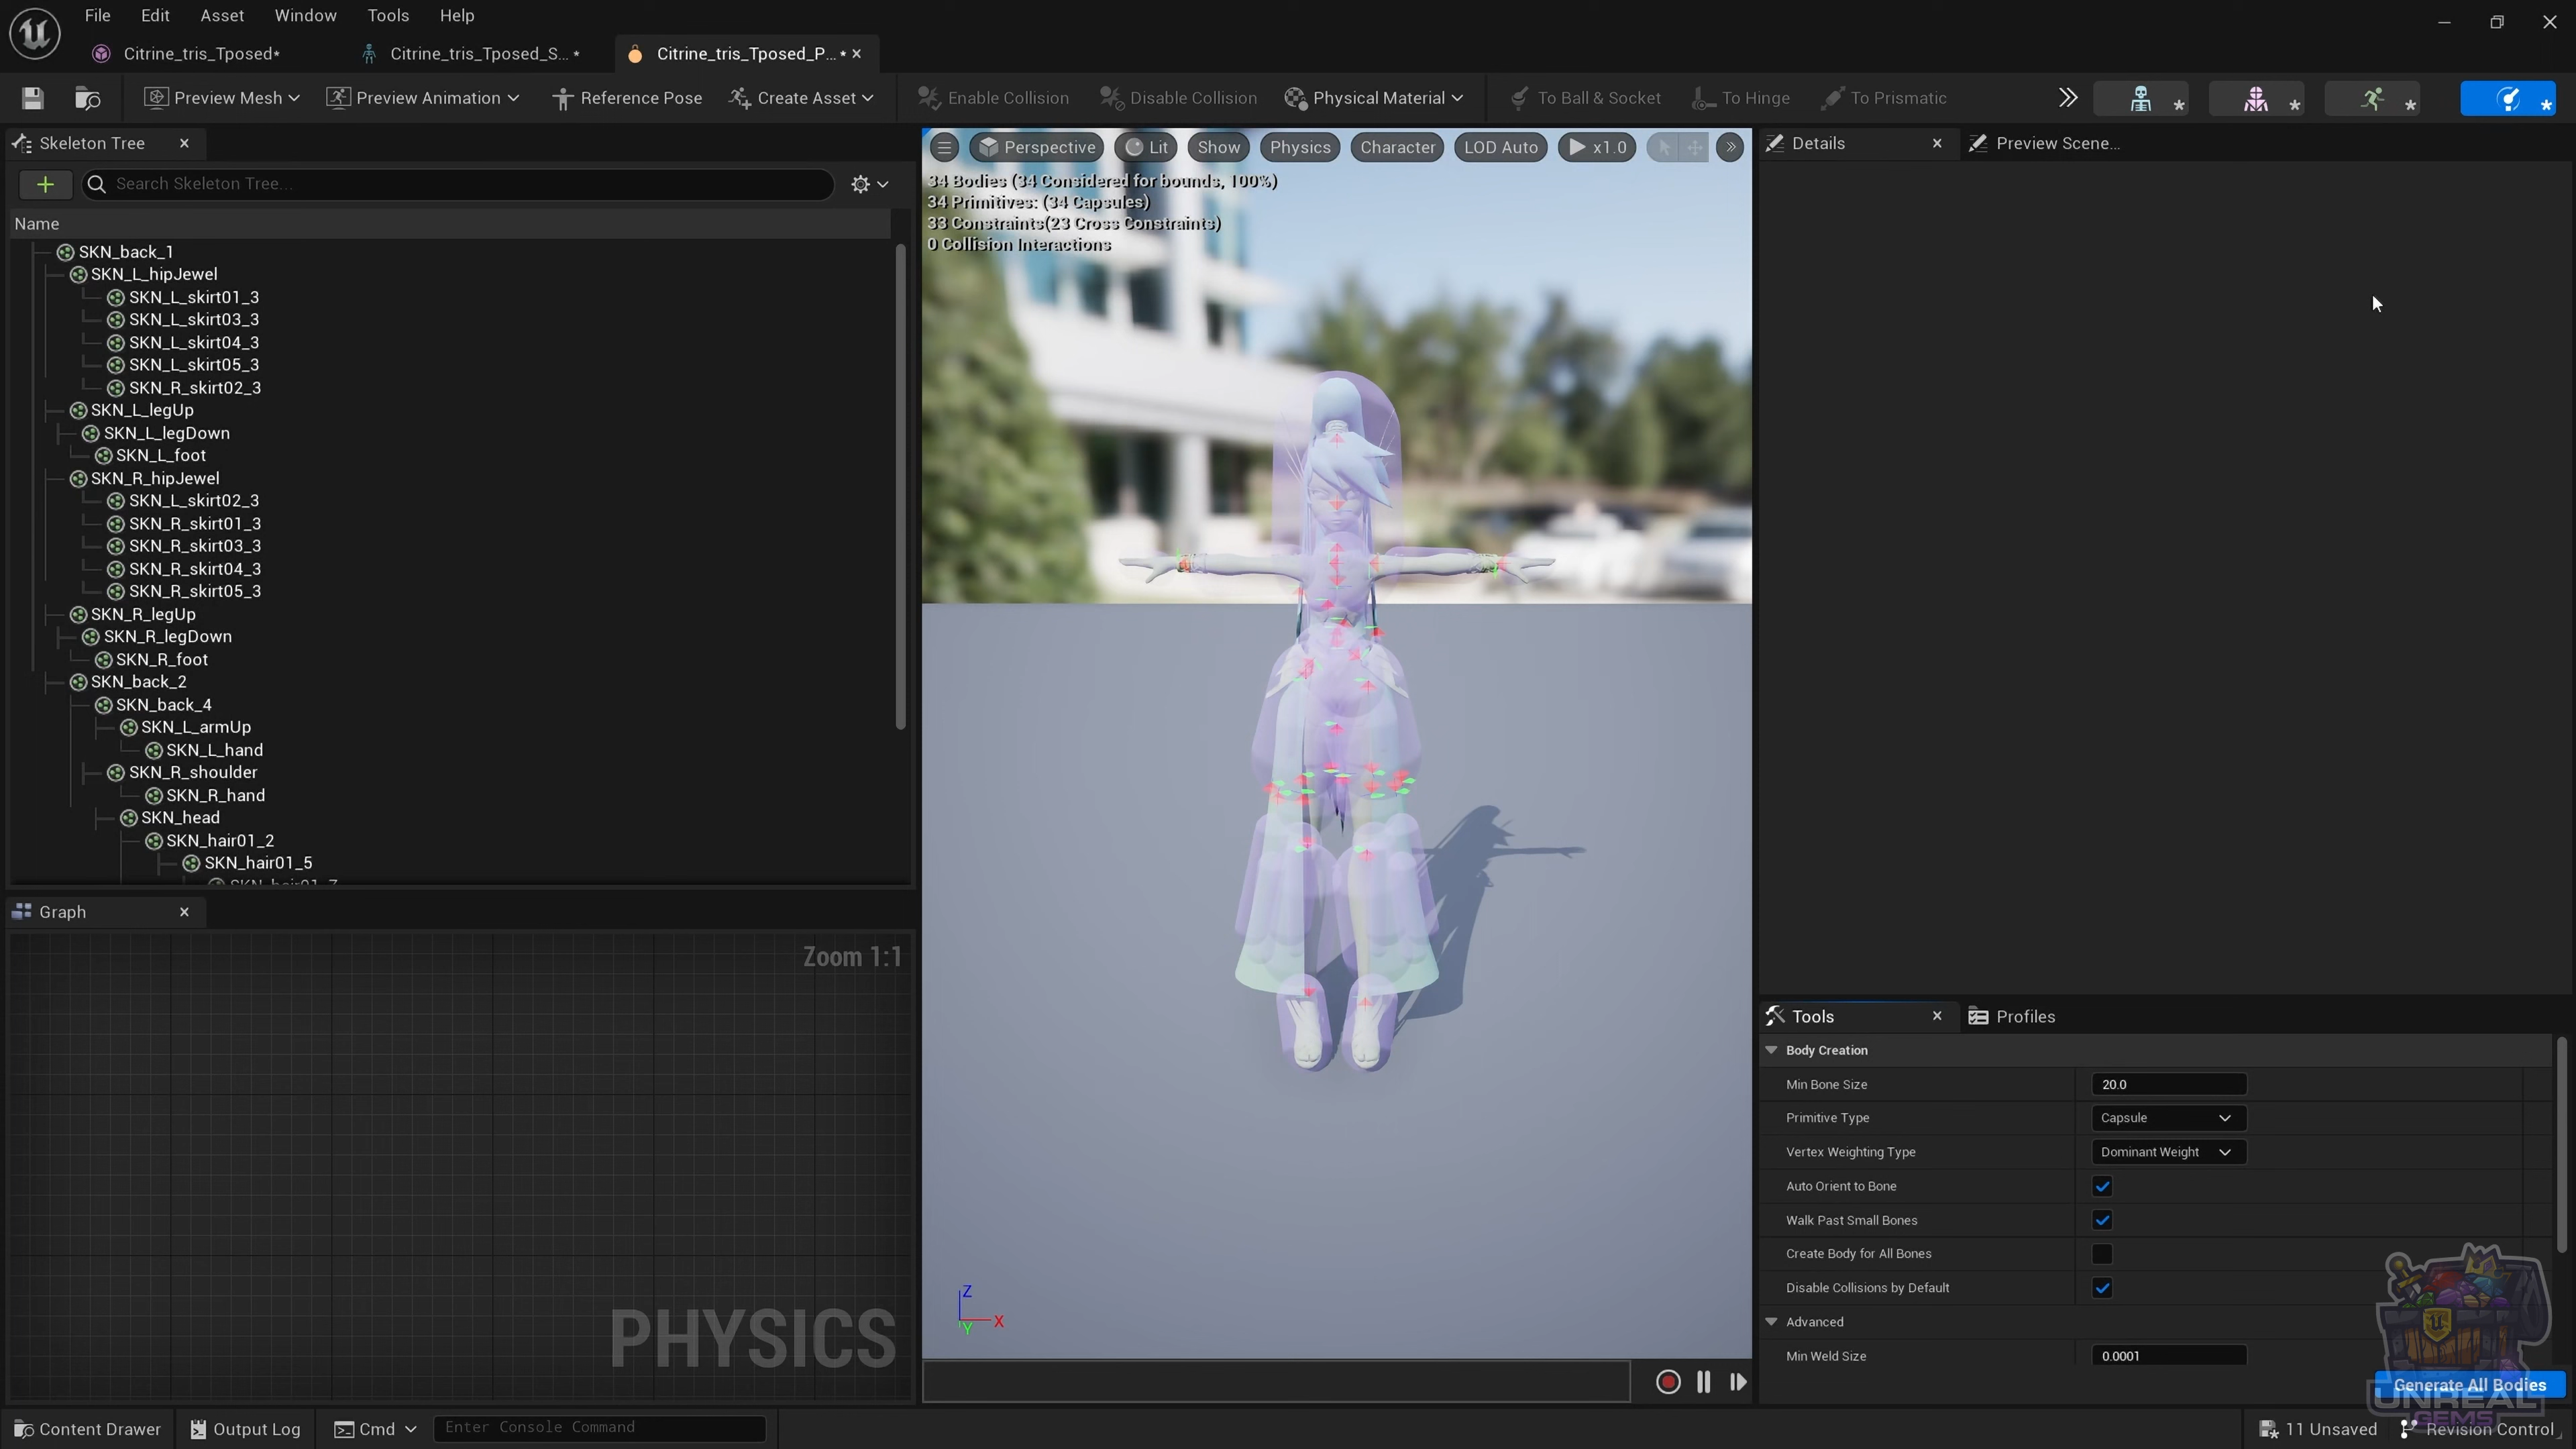 File Edit Asset Window Tools Help
Citrine_tris_Tposed* Citrine_tris_Tposed_S... * Citrine_tris_Tposed_P... *
Preview Mesh Preview Animation Reference Pose Create Asset Enable Collision Disable Collision Physical Material To Ball & Socket To Hinge To Prismatic
Skeleton Tree
Search Skeleton Tree...
Name
SKN_back_1
SKN_L_hipJewel
SKN_L_skirt01_3
SKN_L_skirt03_3
SKN_L_skirt04_3
SKN_L_skirt05_3
SKN_R_skirt02_3
SKN_L_legUp
SKN_L_legDown
SKN_L_foot
SKN_R_hipJewel
SKN_L_skirt02_3
SKN_R_skirt01_3
SKN_R_skirt03_3
SKN_R_skirt04_3
SKN_R_skirt05_3
SKN_R_legUp
SKN_R_legDown
SKN_R_foot
SKN_back_2
SKN_back_4
SKN_L_armUp
SKN_L_hand
SKN_R_shoulder
SKN_R_hand
SKN_head
SKN_hair01_2
SKN_hair01_5
SKN_hair01_7
Graph
Zoom 1:1
PHYSICS
Perspective Lit Show Physics Character LOD Auto x1.0
34 Bodies (34 Considered for bounds, 100%)
34 Primitives: (34 Capsules)
33 Constraints(23 Cross Constraints)
0 Collision Interactions
Z
X
Y
Details Preview Scene...
Tools Profiles
Body Creation
Min Bone Size 20.0
Primitive Type Capsule
Vertex Weighting Type Dominant Weight
Auto Orient to Bone
Walk Past Small Bones
Create Body for All Bones
Disable Collisions by Default
Advanced
Min Weld Size 0.0001
Generate All Bodies
UNREAL
GEMS
Content Drawer Output Log Cmd Enter Console Command 11 Unsaved Revision Control